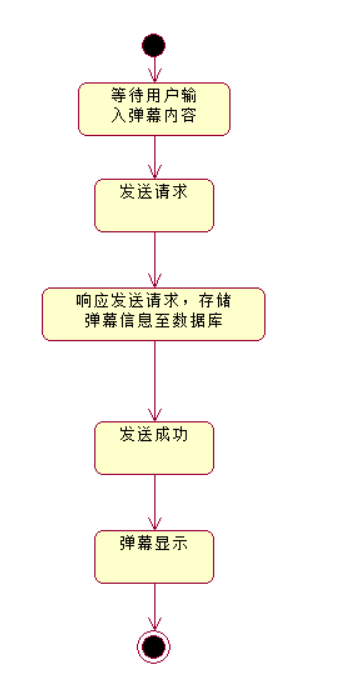 等待用户输
入弹幕内容
发送请求
响应发送请求，存储
弹幕信息至数据库
发送成功
弹幕显示